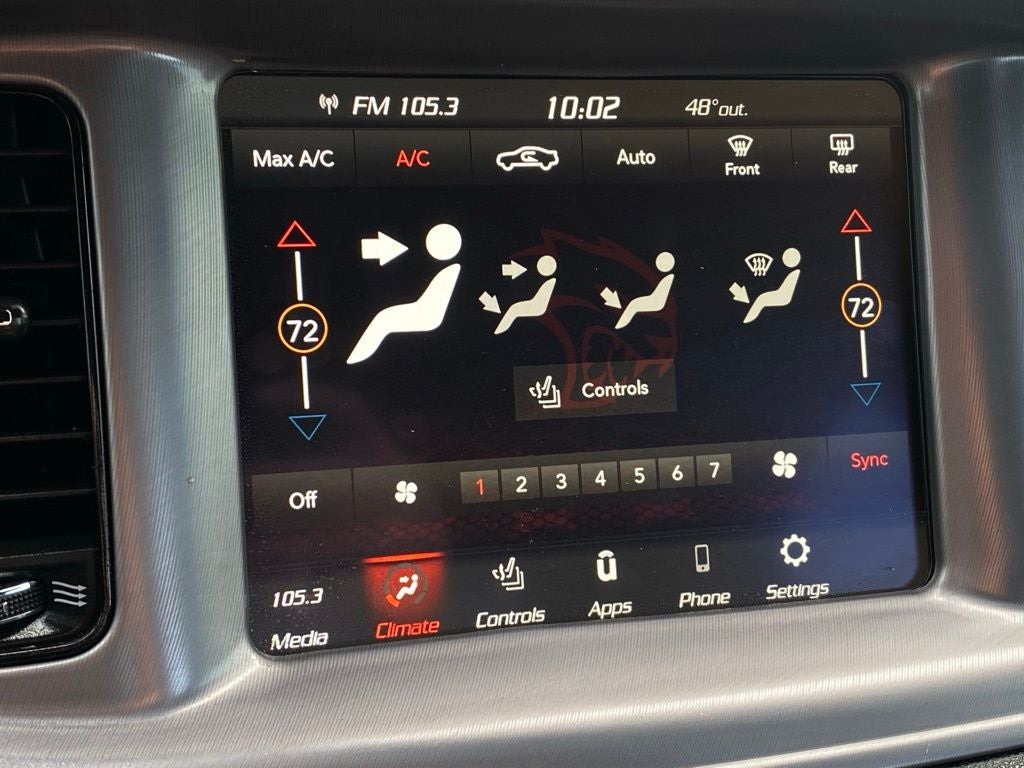 FM 105.3 10:02 48° out.
Max A/C A/C Auto Front Rear
72 72
Controls
Off 1 2 3 4 5 6 7 Sync
105.3
Media Climate Controls Apps Phone Settings